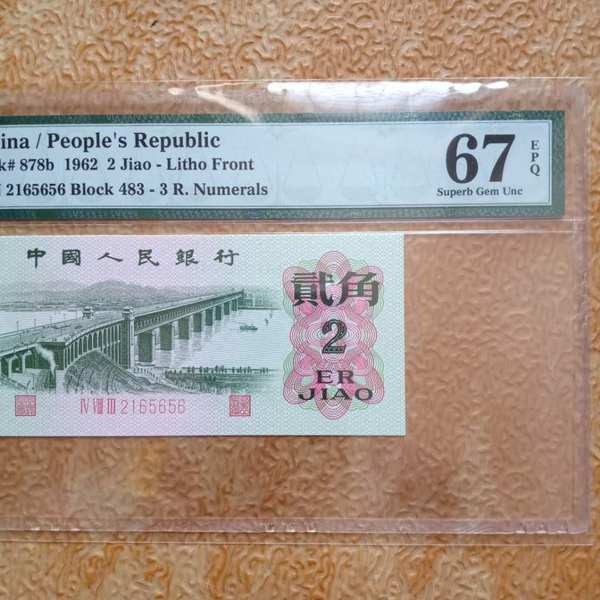 ina / People's Republic
k# 878b 1962 2 Jiao - Litho Front
2165656 Block 483 - 3 R. Numerals
67
EPQ
Superb Gem Unc
中國人民銀行
貳角
2
ER
JIAO
IV VIII III 2165656